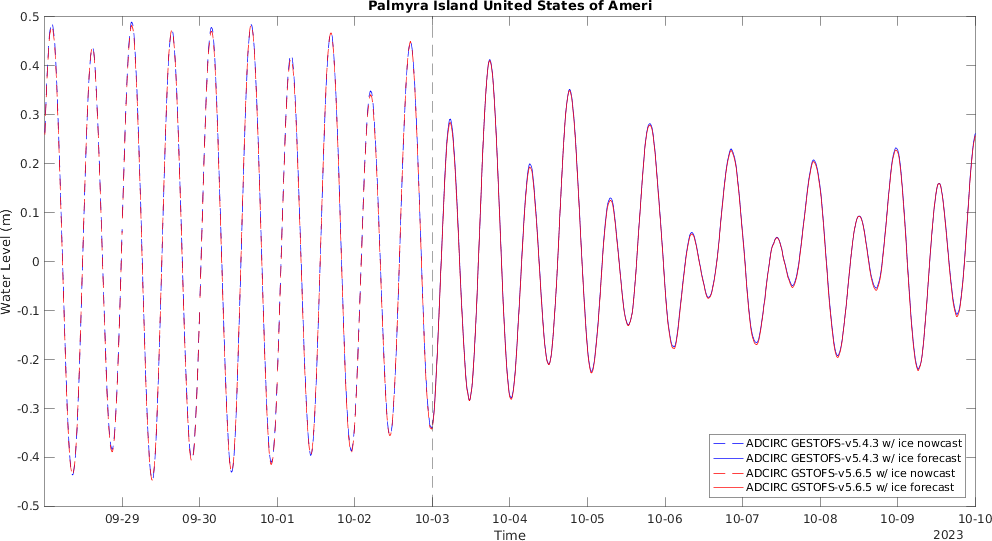 Palmyra Island United States of Ameri
0.5
0.4
0.3
0.2
0.1
0
-0.1
-0.2
-0.3
-0.4
-0.5
Water Level (m)
ADCIRC GESTOFS-v5.4.3 w/ ice nowcast
ADCIRC GESTOFS-v5.4.3 w/ ice forecast
ADCIRC GSTOFS-v5.6.5 w/ ice nowcast
ADCIRC GSTOFS-v5.6.5 w/ ice forecast
09-29 09-30 10-01 10-02 10-03 10-04 10-05 10-06 10-07 10-08 10-09 10-10
Time
2023